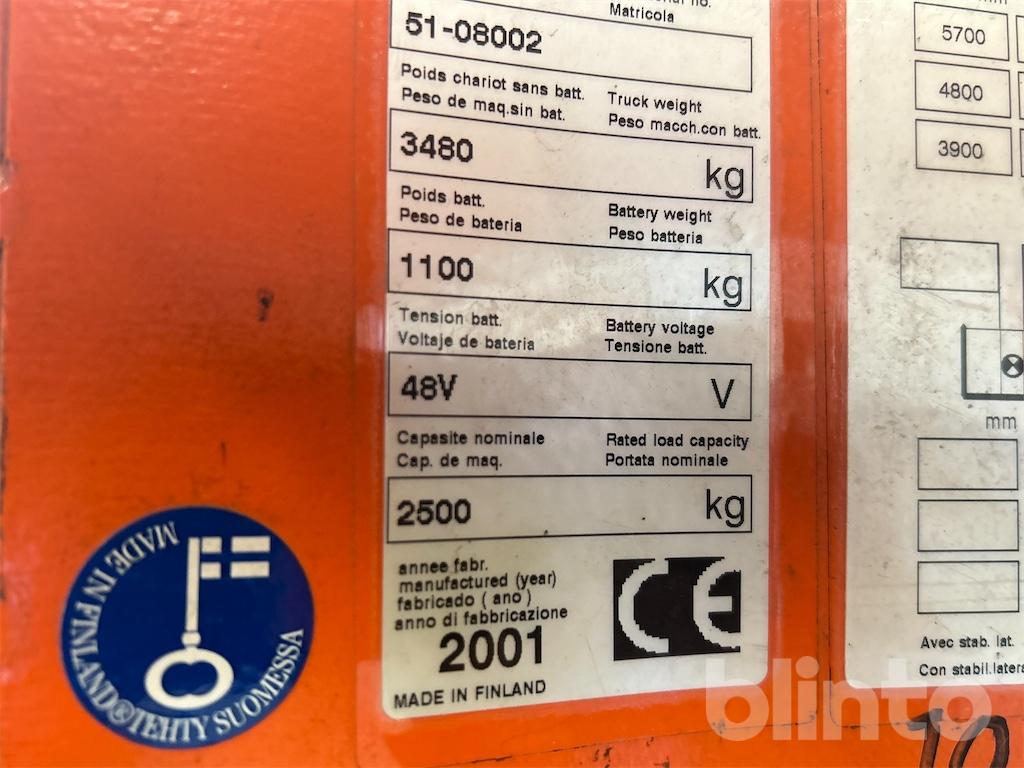 Matricola
51-08002
Poids chariot sans batt.
Peso de maq.sin bat.
Truck weight
Peso macch.con batt.
3480 kg
Poids batt.
Peso de bateria
Battery weight
Peso batteria
1100 kg
Tension batt.
Voltaje de bateria
Battery voltage
Tensione batt.
48V V
Capasite nominale
Cap. de maq.
Rated load capacity
Portata nominale
2500 kg
annee fabr.
manufactured (year)
fabricado ( ano )
anno di fabbricazione
2001
CE
MADE IN FINLAND
MADE IN FINLAND®TEHTY SUOMESSA
5700
4800
3900
mm
Avec stab. lat.
Con stabil.latera
blinto
10